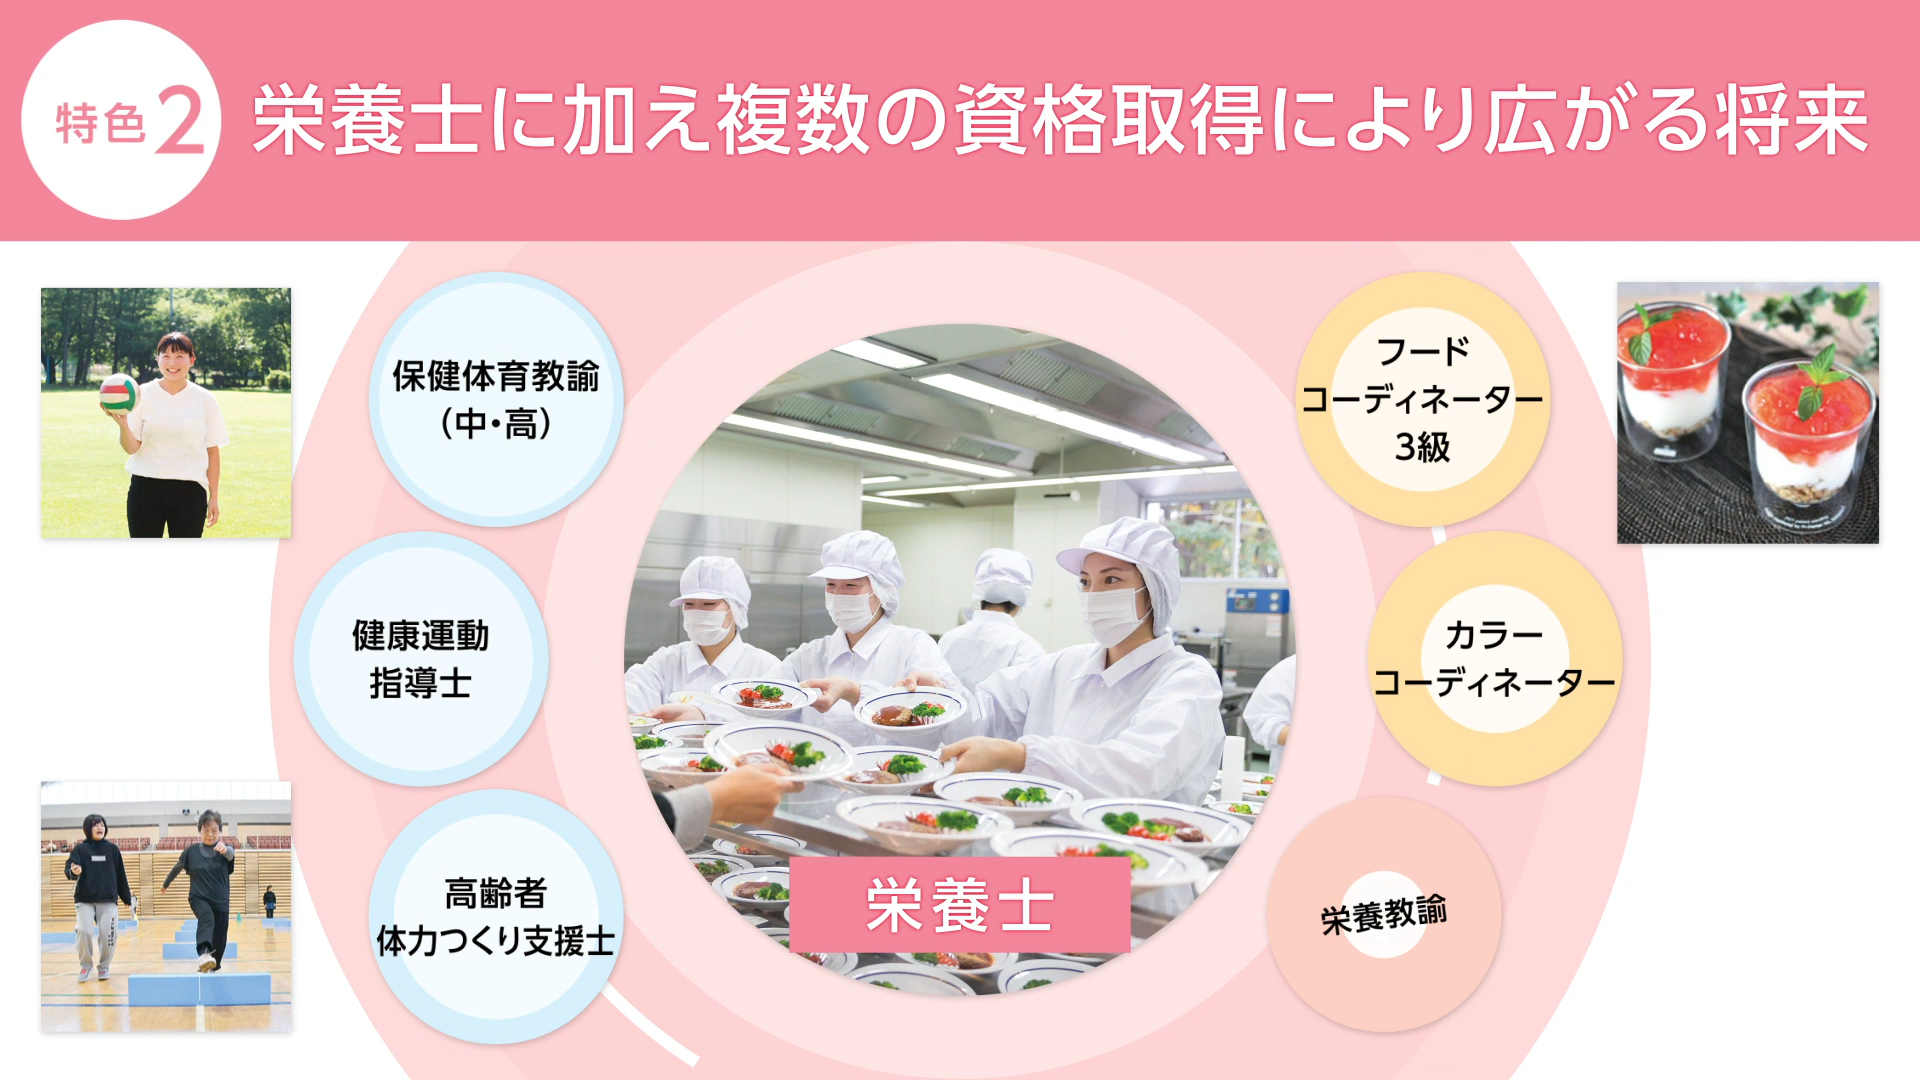 特色2
栄養士に加え複数の資格取得により広がる将来
保健体育教諭
（中・高）
健康運動
指導士
高齢者
体力つくり支援士
栄養士
フード
コーディネーター
3級
カラー
コーディネーター
栄養教諭